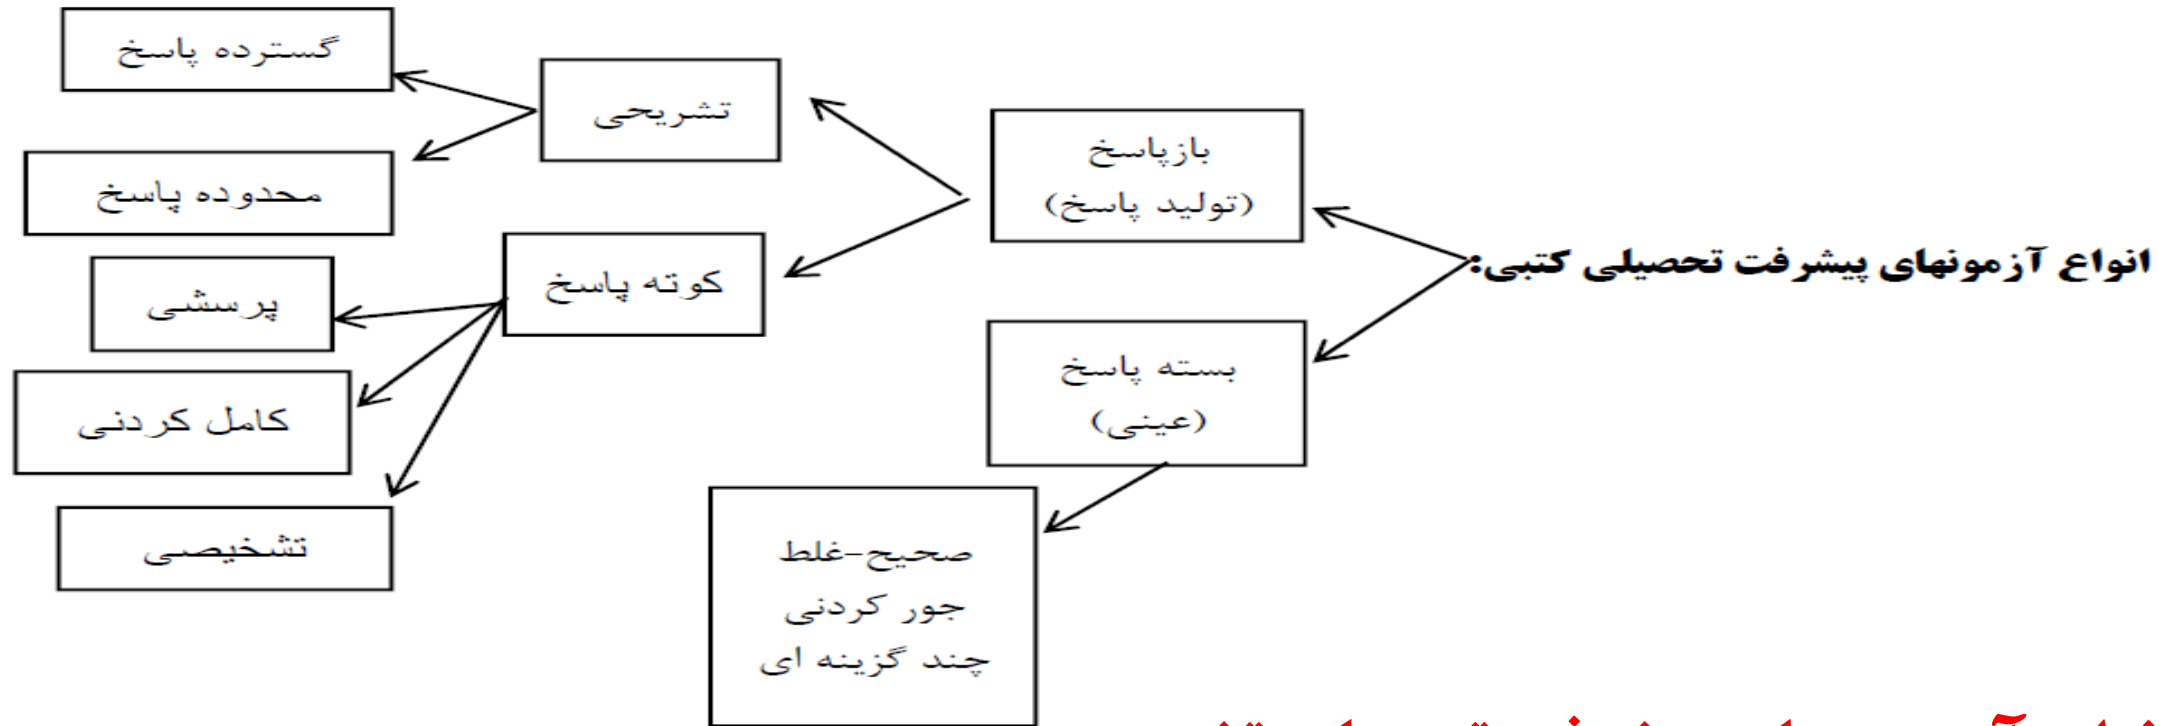 انواع آزمونهای پیشرفت تحصیلی کتبی:
بازپاسخ
(تولید پاسخ)
تشریحی
گسترده پاسخ
محدوده پاسخ
کوته پاسخ
پرسشی
کامل کردنی
تشخیصی
بسته پاسخ
(عینی)
صحیح-غلط
جور کردنی
چند گزینه ای